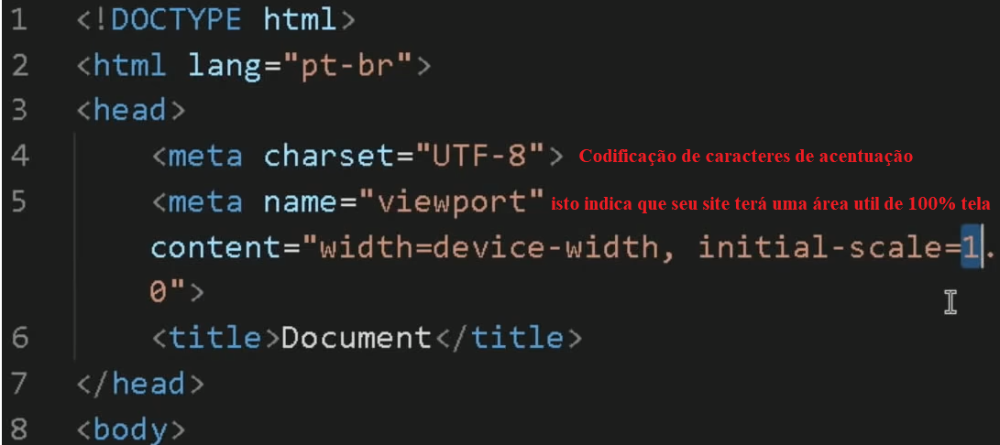 1 <!DOCTYPE html>
2 <html lang="pt-br">
3 <head>
4 <meta charset="UTF-8"> Codificação de caracteres de acentuação
5 <meta name="viewport" isto indica que seu site terá uma área util de 100% tela
content="width=device-width, initial-scale=1.
0">
6 <title>Document</title>
7 </head>
8 <body>